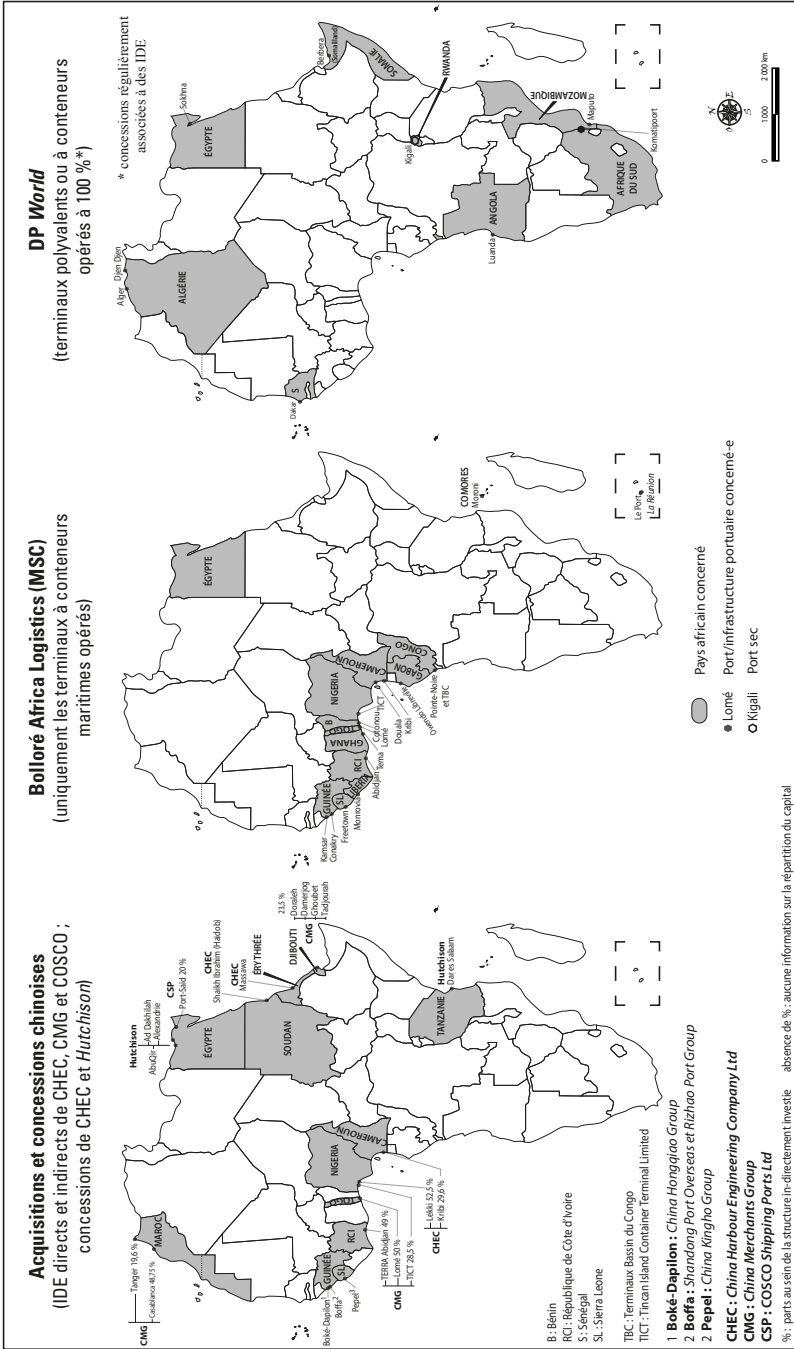 Acquisitions et concessions chinoises
(IDE directs et indirects de CHEC, CMG et COSCO ;
concessions de CHEC et Hutchison)
CMG
Tanger 19,6 %
Casablanca 48,75 %
MAROC
Hutchison
Ad Dakhilah
AbuQir
Alexandrie
CSP
Port-Saïd 20 %
ÉGYPTE
CHEC
Shaikh Ibrahim (Haidob)
CHEC
Massawa
SOUDAN
ÉRYTHRÉE
DJIBOUTI
23,5 %
Doraleh
Damerjog
Ghoubet
Tadjourah
CMG
NIGERIA
CAMEROUN
TOGO
RCI
GUINÉE
SL
Boké-Dapilon1
Boffa2
Pepel3
CMG
TERRA Abidjan 49 %
Lomé 50 %
TICT 28,5 %
CHEC
Lekki 52,5 %
Kribi 29,6 %
TANZANIE
Hutchison
Dar es Salaam
B : Bénin
RCI : République de Côte d'Ivoire
S : Sénégal
SL : Sierra Leone
TBC : Terminaux Bassin du Congo
TICT : Tincan Island Container Terminal Limited
1 Boké-Dapilon : China Hongqiao Group
2 Boffa : Shandong Port Overseas et Rizhao Port Group
2 Pepel : China Kingho Group
CHEC : China Harbour Engineering Company Ltd
CMG : China Merchants Group
CSP : COSCO Shipping Ports Ltd
% : parts au sein de la structure in-directement investie
absence de % : aucune information sur la répartition du capital
Bolloré Africa Logistics (MSC)
(uniquement les terminaux à conteneurs
maritimes opérés)
ÉGYPTE
NIGERIA
CAMEROUN
B
TOGO
GHANA
RCI
LIBERIA
GUINÉE
SL
GABON
CONGO
Kamsar
Conakry
Freetown
Monrovia
Abidjan
Tema
Lomé
Cotonou
TICT
Douala
Kribi
Owendo Libreville
Pointe-Noire
et TBC
COMORES
Moroni
Le Port
La Réunion
Pays africain concerné
Lomé Port/infrastructure portuaire concerné-e
Kigali Port sec
DP World
(terminaux polyvalents ou à conteneurs
opérés à 100 %*)
* concessions régulièrement
associées à des IDE
Alger
Djen Djen
ALGÉRIE
Sokhna
ÉGYPTE
S
Dakar
Berbera
(Somaliland)
SOMALIE
RWANDA
Kigali
ANGOLA
Luanda
MOZAMBIQUE
Maputo
Komatipoort
AFRIQUE
DU SUD
N
E
S
O
0 1 000 2 000 km